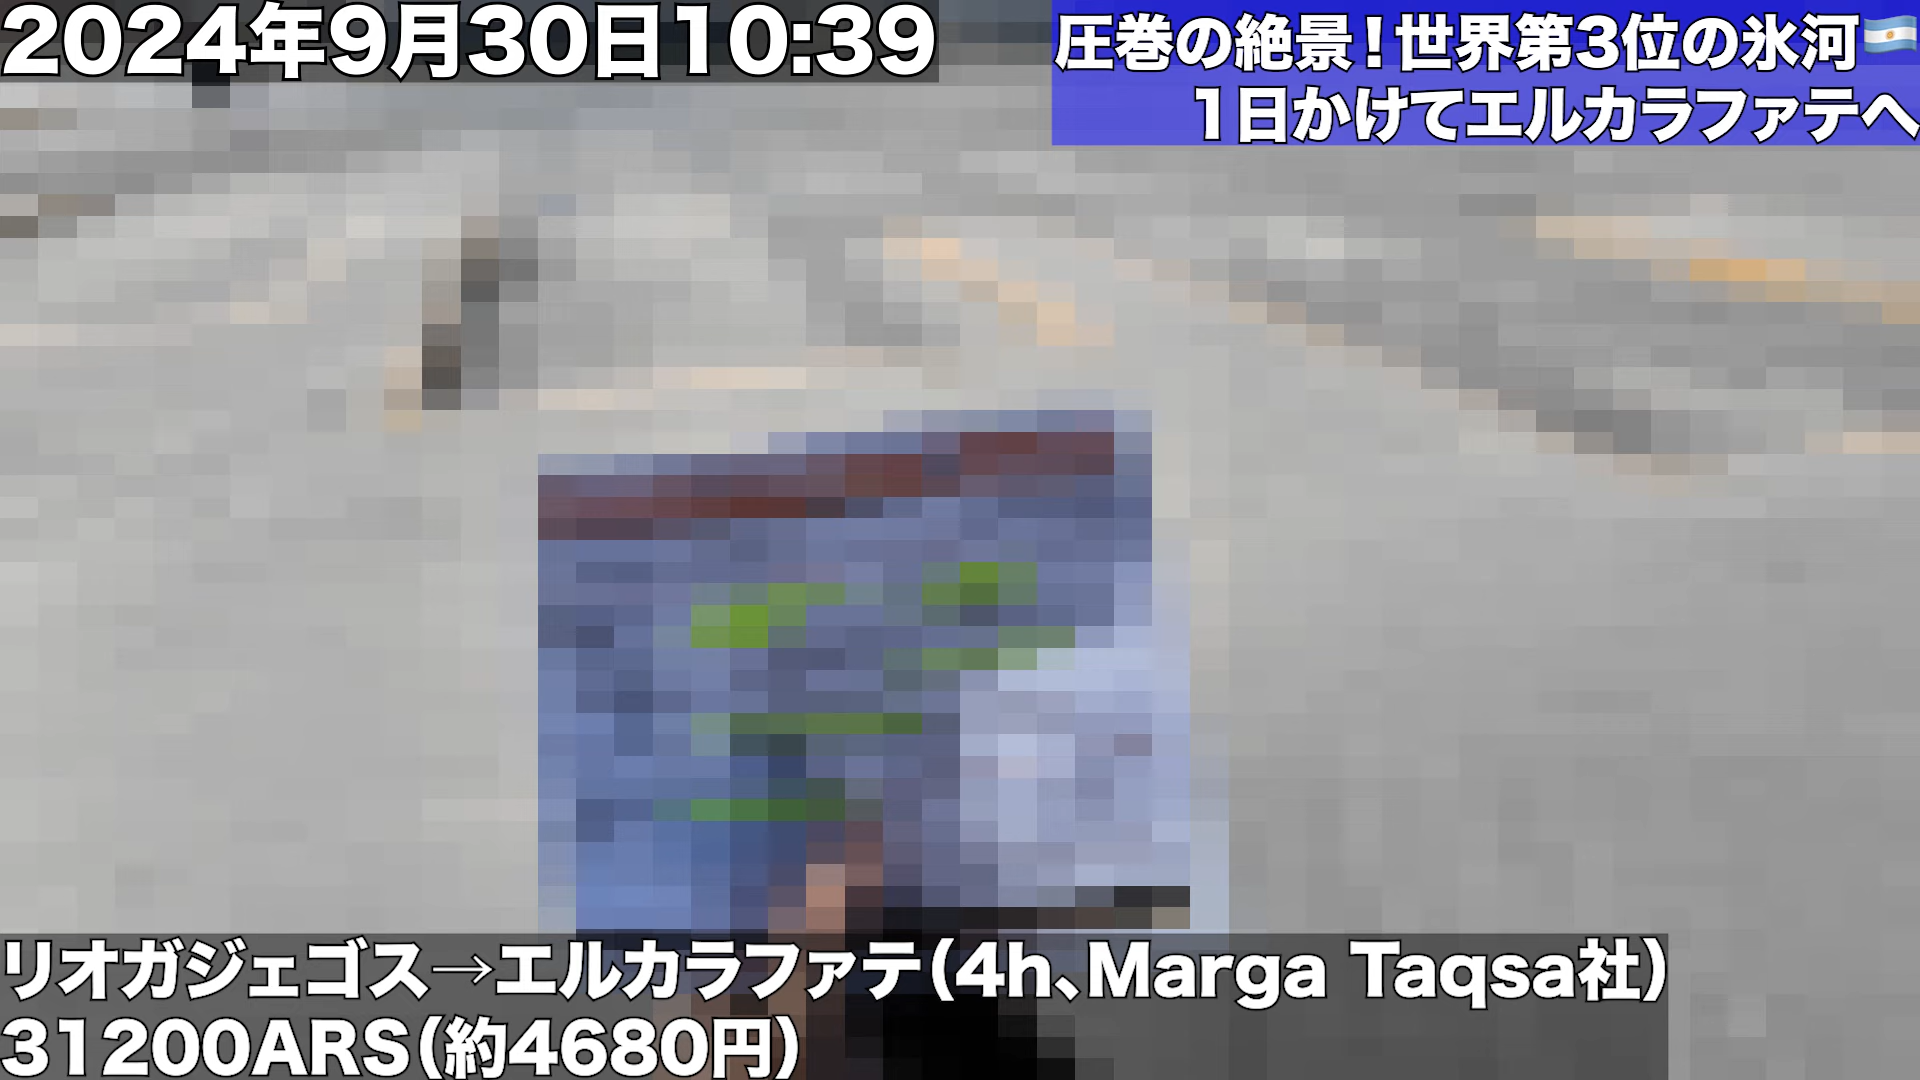 2024年9月30日10:39
圧巻の絶景！世界第3位の氷河🇦🇷
1日かけてエルカラファテへ
リオガジェゴス→エルカラファテ(4h、Marga Taqsa社)
31200ARS(約4680円)